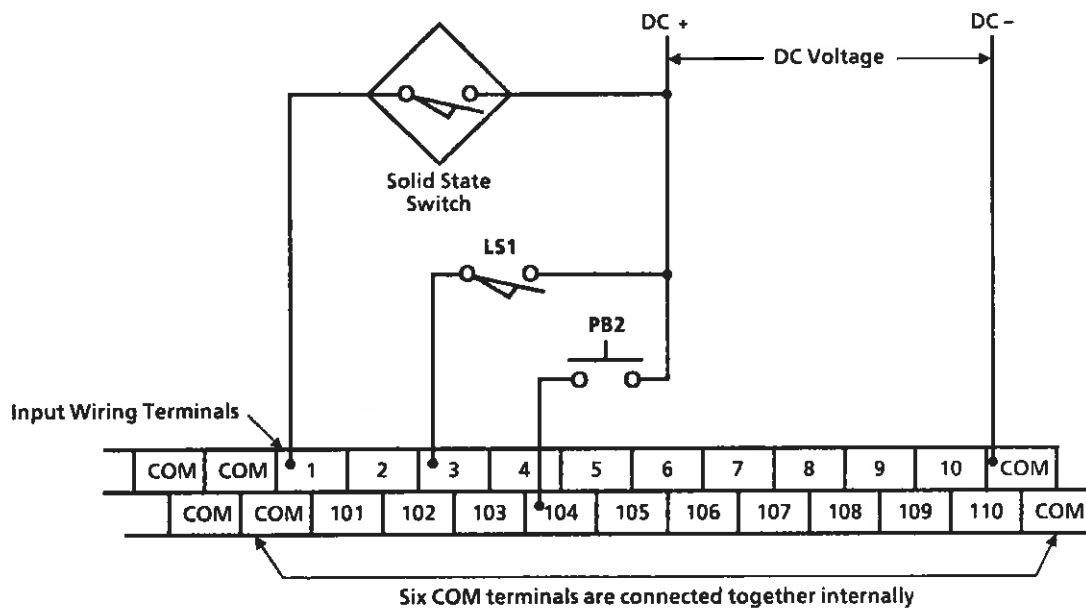 DC +
DC –
DC Voltage
Solid State
Switch
LS1
PB2
Input Wiring Terminals
COM COM 1 2 3 4 5 6 7 8 9 10 COM
COM COM 101 102 103 104 105 106 107 108 109 110 COM
Six COM terminals are connected together internally